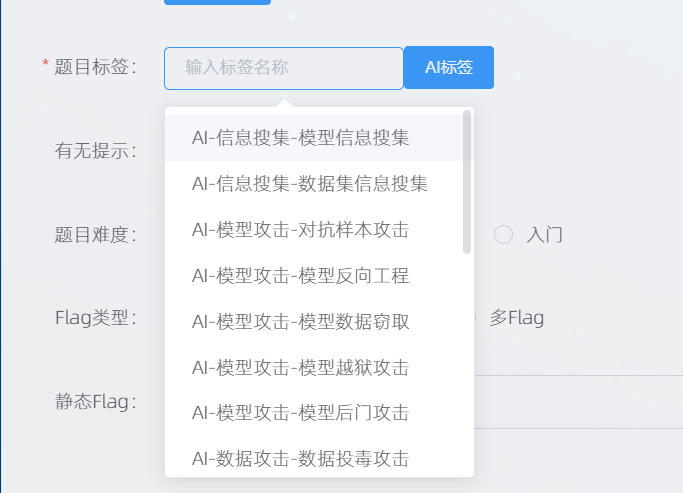 * 题目标签： 输入标签名称 AI标签
AI-信息搜集-模型信息搜集
有无提示：
AI-信息搜集-数据集信息搜集
AI-模型攻击-对抗样本攻击
题目难度： 入门
AI-模型攻击-模型反向工程
Flag类型： AI-模型攻击-模型数据窃取 多Flag
AI-模型攻击-模型越狱攻击
静态Flag：
AI-模型攻击-模型后门攻击
AI-数据攻击-数据投毒攻击